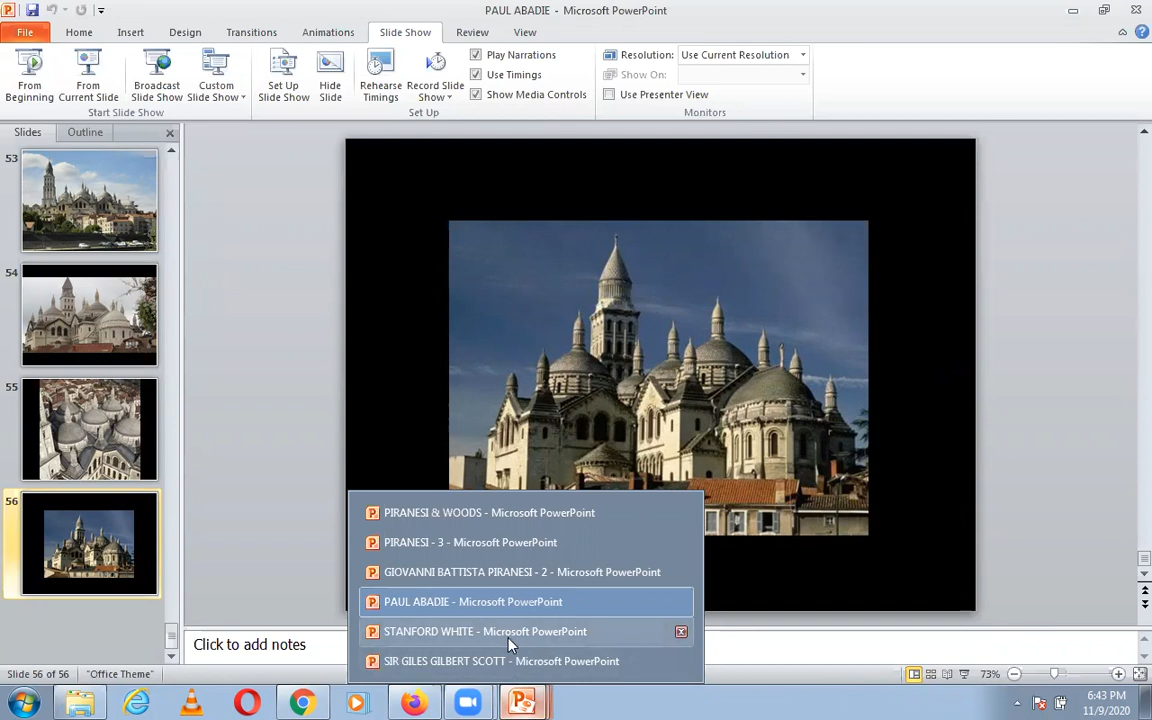 PAUL ABADIE - Microsoft PowerPoint
File Home Insert Design Transitions Animations Slide Show Review View
From Beginning
From Current Slide
Broadcast Slide Show
Custom Slide Show
Start Slide Show
Set Up Slide Show
Hide Slide
Rehearse Timings
Record Slide Show
Play Narrations
Use Timings
Show Media Controls
Set Up
Resolution: Use Current Resolution
Show On:
Use Presenter View
Monitors
Slides Outline
53
54
55
56
PIRANESI & WOODS - Microsoft PowerPoint
PIRANESI - 3 - Microsoft PowerPoint
GIOVANNI BATTISTA PIRANESI - 2 - Microsoft PowerPoint
PAUL ABADIE - Microsoft PowerPoint
STANFORD WHITE - Microsoft PowerPoint
SIR GILES GILBERT SCOTT - Microsoft PowerPoint
Click to add notes
Slide 56 of 56 "Office Theme" 73%
6:43 PM
11/9/2020